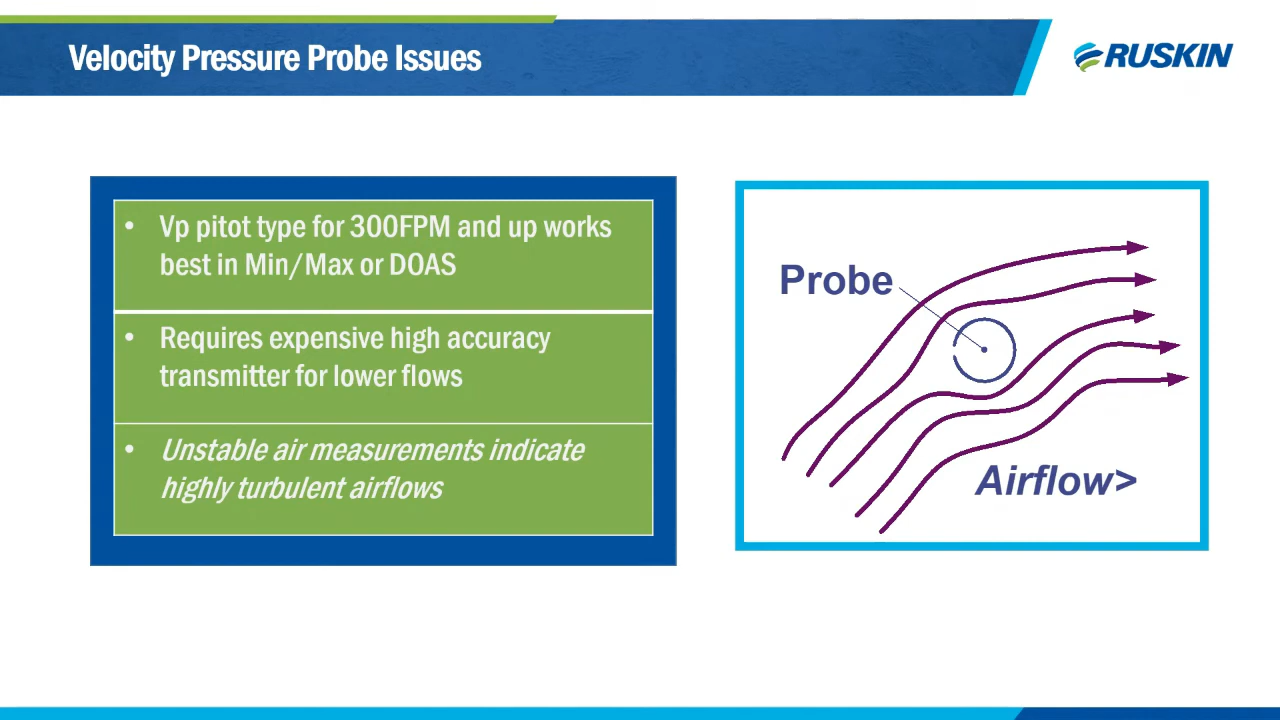 Velocity Pressure Probe Issues
RUSKIN
• Vp pitot type for 300FPM and up works
best in Min/Max or DOAS
• Requires expensive high accuracy
transmitter for lower flows
• Unstable air measurements indicate
highly turbulent airflows
Probe
Airflow>